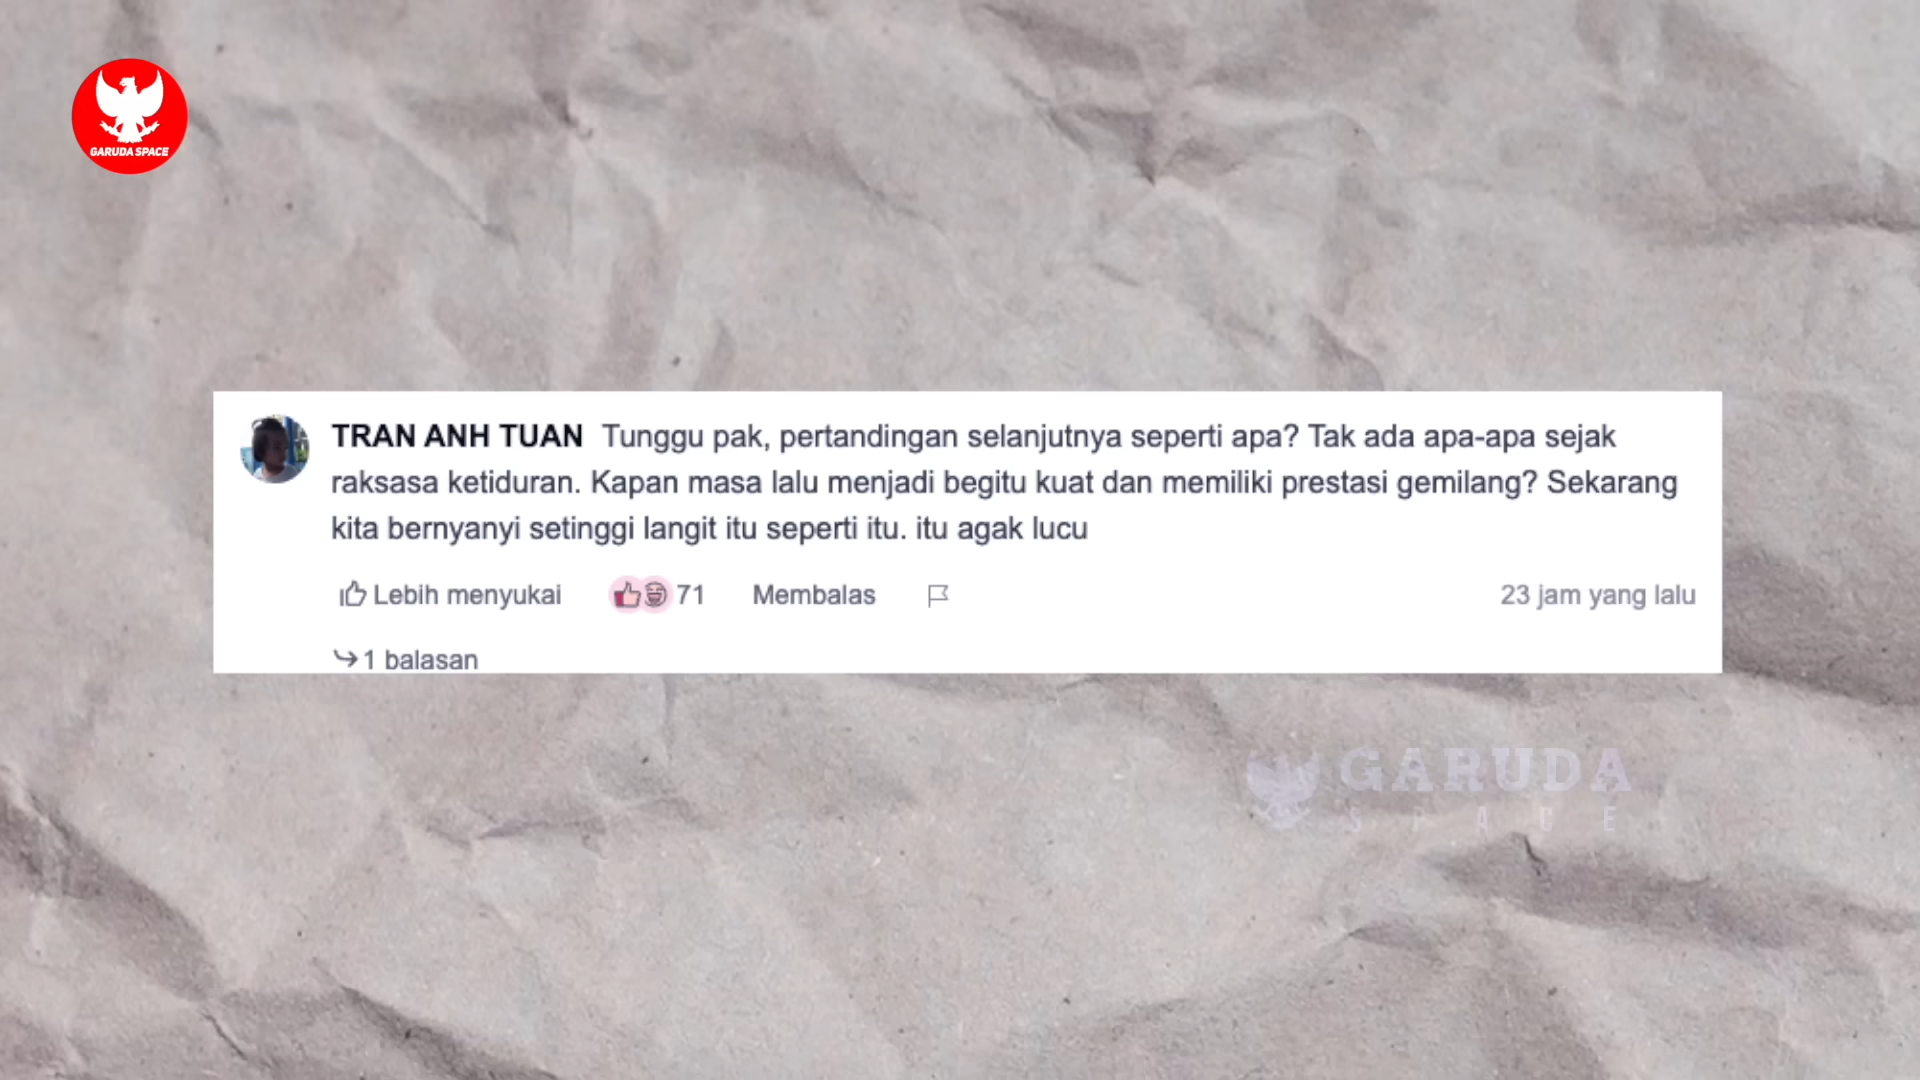 GARUDA SPACE
TRAN ANH TUAN Tunggu pak, pertandingan selanjutnya seperti apa? Tak ada apa-apa sejak
raksasa ketiduran. Kapan masa lalu menjadi begitu kuat dan memiliki prestasi gemilang? Sekarang
kita bernyanyi setinggi langit itu seperti itu. itu agak lucu
Lebih menyukai 71 Membalas 23 jam yang lalu
1 balasan
GARUDA
SPACE